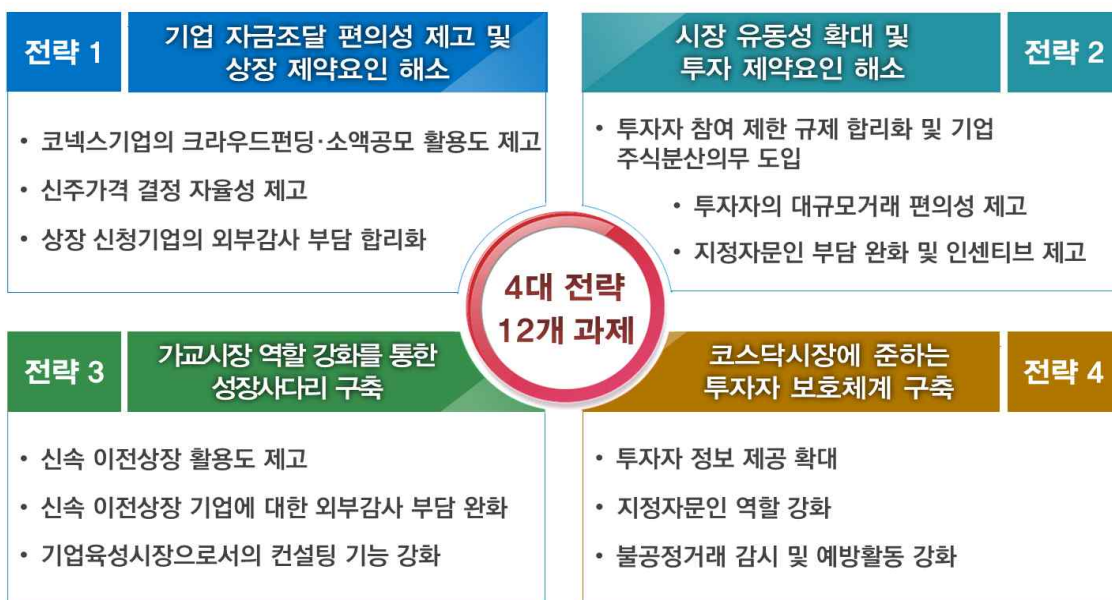 전략 1
기업 자금조달 편의성 제고 및
상장 제약요인 해소
• 코넥스기업의 크라우드펀딩·소액공모 활용도 제고
• 신주가격 결정 자율성 제고
• 상장 신청기업의 외부감사 부담 합리화
시장 유동성 확대 및
투자 제약요인 해소
전략 2
• 투자자 참여 제한 규제 합리화 및 기업
주식분산의무 도입
• 투자자의 대규모거래 편의성 제고
• 지정자문인 부담 완화 및 인센티브 제고
4대 전략
12개 과제
전략 3
가교시장 역할 강화를 통한
성장사다리 구축
• 신속 이전상장 활용도 제고
• 신속 이전상장 기업에 대한 외부감사 부담 완화
• 기업육성시장으로서의 컨설팅 기능 강화
코스닥시장에 준하는
투자자 보호체계 구축
전략 4
• 투자자 정보 제공 확대
• 지정자문인 역할 강화
• 불공정거래 감시 및 예방활동 강화